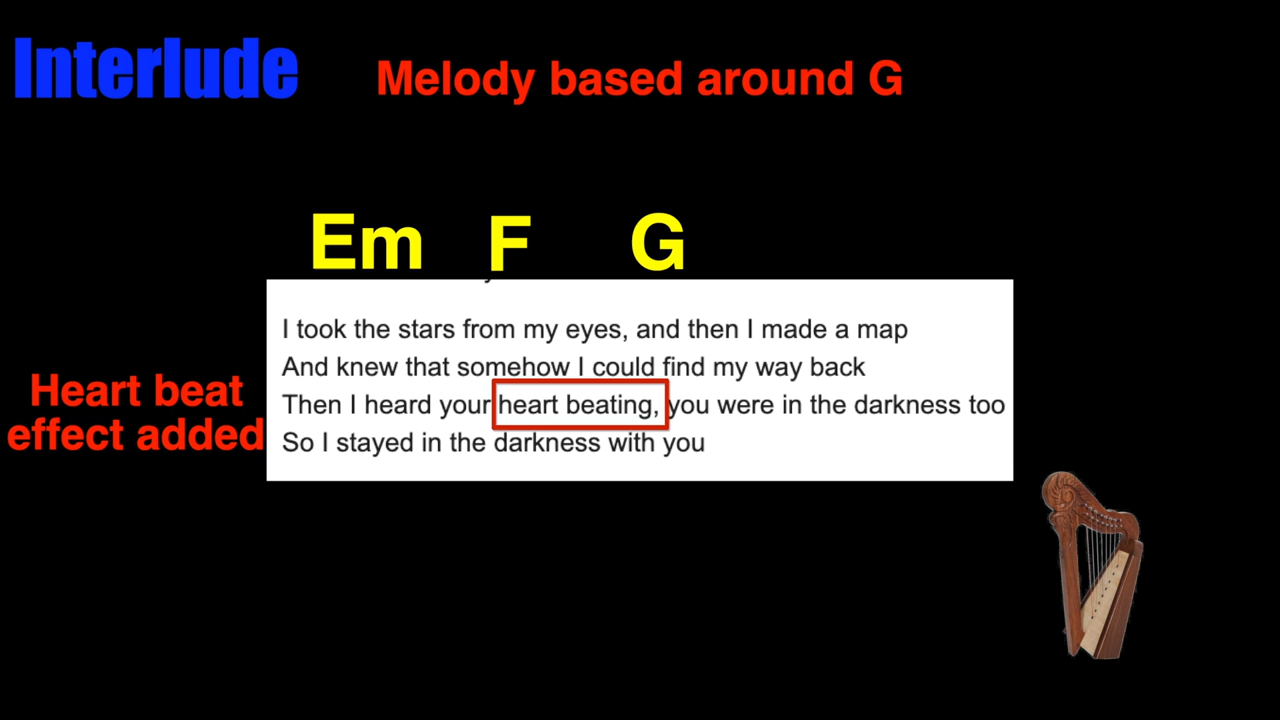 Interlude
Melody based around G
Em F G
I took the stars from my eyes, and then I made a map
And knew that somehow I could find my way back
Then I heard your heart beating, you were in the darkness too
So I stayed in the darkness with you
Heart beat
effect added